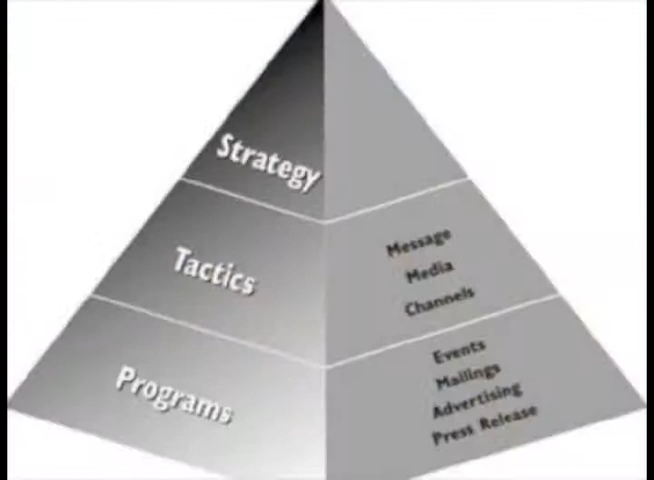 Strategy
Tactics
Message
Media
Channels
Programs
Events
Mailings
Advertising
Press Release